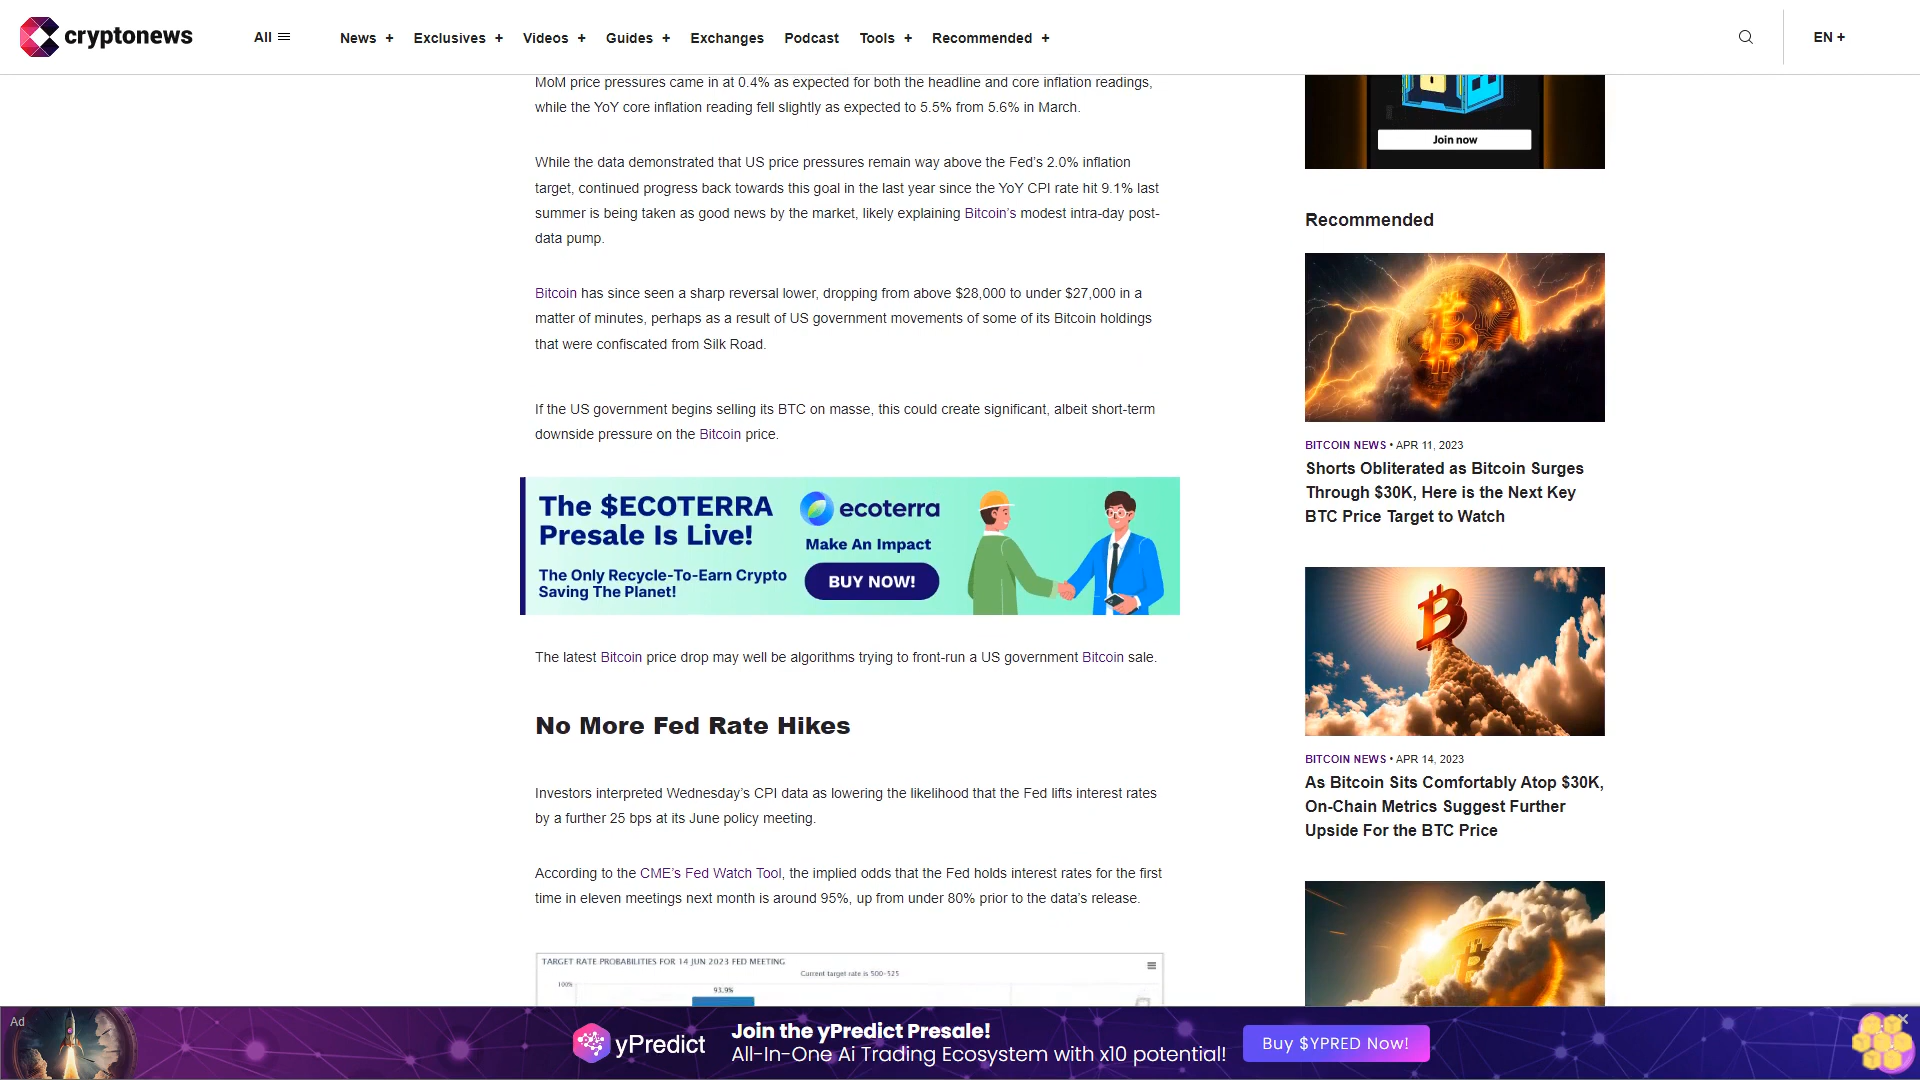 cryptonews
All
News +
Exclusives +
Videos +
Guides +
Exchanges
Podcast
Tools +
Recommended +
EN +
MoM price pressures came in at 0.4% as expected for both the headline and core inflation readings,
while the YoY core inflation reading fell slightly as expected to 5.5% from 5.6% in March.
While the data demonstrated that US price pressures remain way above the Fed’s 2.0% inflation
target, continued progress back towards this goal in the last year since the YoY CPI rate hit 9.1% last
summer is being taken as good news by the market, likely explaining Bitcoin’s modest intra-day post-
data pump.
Bitcoin has since seen a sharp reversal lower, dropping from above $28,000 to under $27,000 in a
matter of minutes, perhaps as a result of US government movements of some of its Bitcoin holdings
that were confiscated from Silk Road.
If the US government begins selling its BTC on masse, this could create significant, albeit short-term
downside pressure on the Bitcoin price.
The $ECOTERRA
Presale Is Live!
The Only Recycle-To-Earn Crypto
Saving The Planet!
ecoterra
Make An Impact
BUY NOW!
The latest Bitcoin price drop may well be algorithms trying to front-run a US government Bitcoin sale.
No More Fed Rate Hikes
Investors interpreted Wednesday’s CPI data as lowering the likelihood that the Fed lifts interest rates
by a further 25 bps at its June policy meeting.
According to the CME’s Fed Watch Tool, the implied odds that the Fed holds interest rates for the first
time in eleven meetings next month is around 95%, up from under 80% prior to the data’s release.
TARGET RATE PROBABILITIES FOR 14 JUN 2023 FED MEETING
Current target rate is 500-525
100%
93.9%
Join now
Recommended
BITCOIN NEWS • APR 11, 2023
Shorts Obliterated as Bitcoin Surges
Through $30K, Here is the Next Key
BTC Price Target to Watch
BITCOIN NEWS • APR 14, 2023
As Bitcoin Sits Comfortably Atop $30K,
On-Chain Metrics Suggest Further
Upside For the BTC Price
Ad
yPredict
Join the yPredict Presale!
All-In-One Ai Trading Ecosystem with x10 potential!
Buy $YPRED Now!